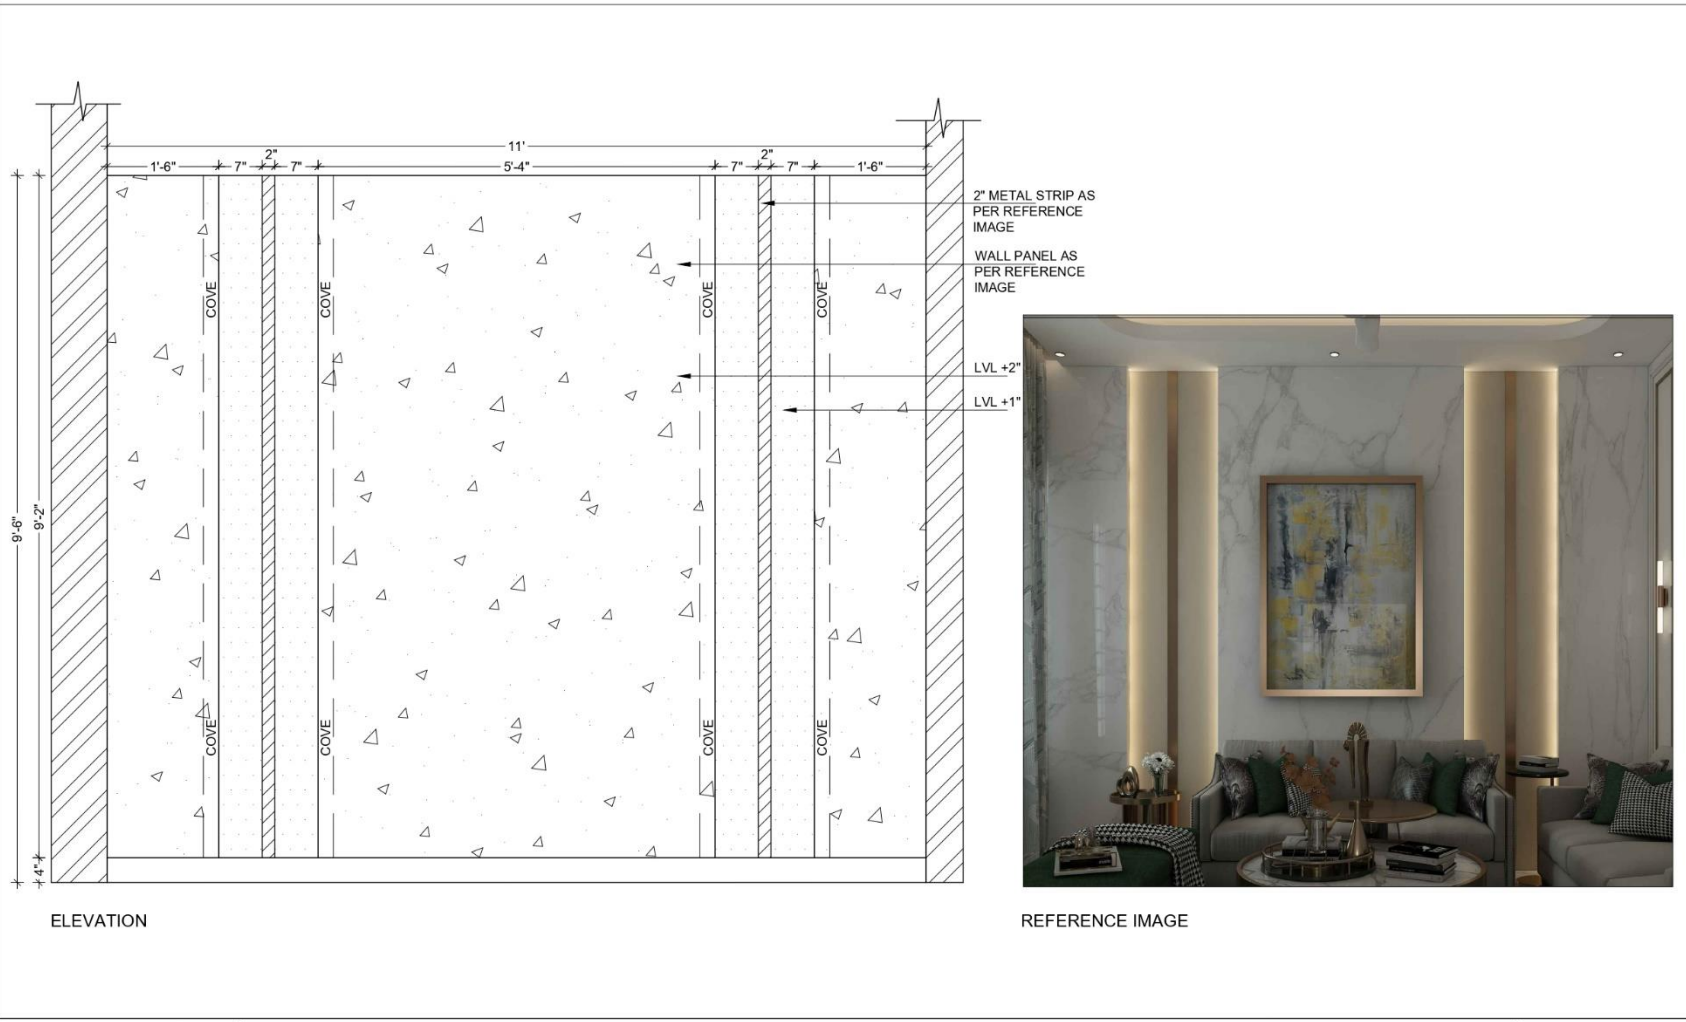 11'
2"
2"
1'-6"
7"
7"
5'-4"
7"
7"
1'-6"
2" METAL STRIP AS
PER REFERENCE
IMAGE
WALL PANEL AS
PER REFERENCE
IMAGE
COVE
COVE
COVE
COVE
LVL +2"
LVL +1"
9'-6"
9'-2"
COVE
COVE
COVE
COVE
4"
ELEVATION
REFERENCE IMAGE